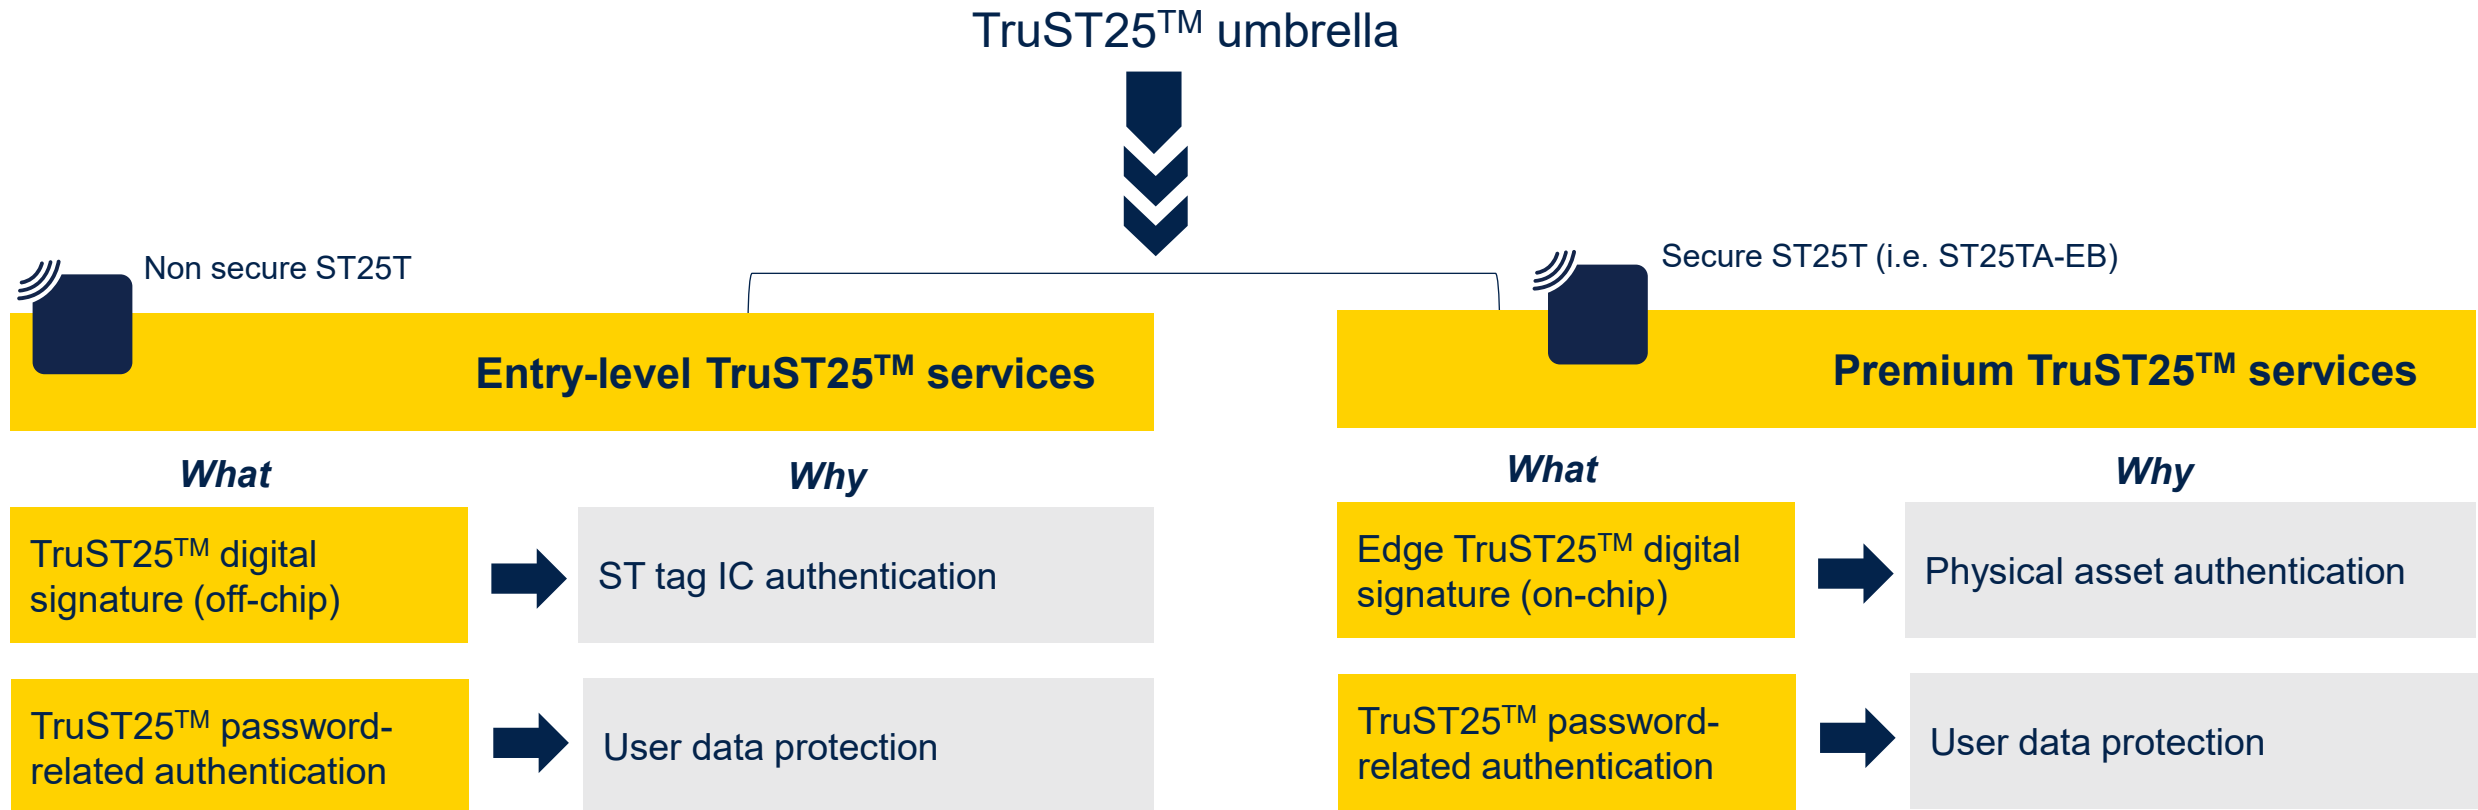 TruST25™ umbrella
Non secure ST25T
Entry-level TruST25™ services
What
Why
TruST25™ digital
signature (off-chip)
ST tag IC authentication
TruST25™ password-
related authentication
User data protection
Secure ST25T (i.e. ST25TA-EB)
Premium TruST25™ services
What
Why
Edge TruST25™ digital
signature (on-chip)
Physical asset authentication
TruST25™ password-
related authentication
User data protection